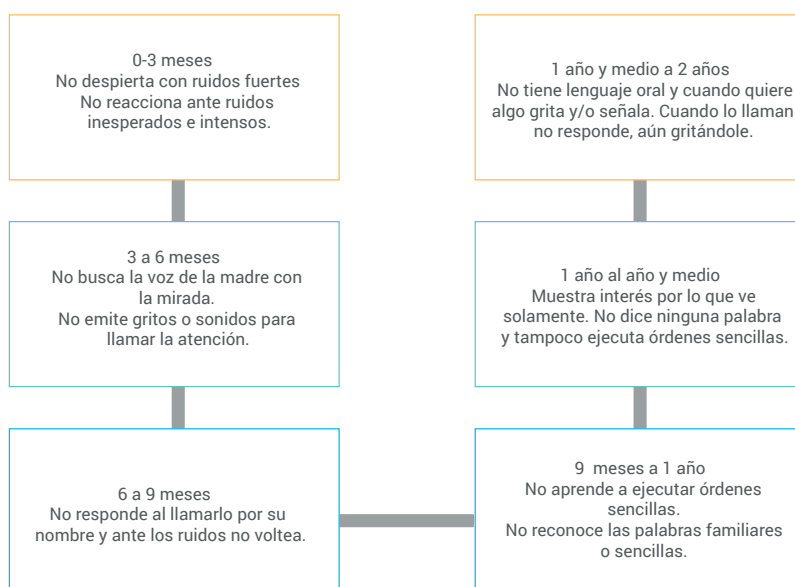 0-3 meses
No despierta con ruidos fuertes
No reacciona ante ruidos
inesperados e intensos.
3 a 6 meses
No busca la voz de la madre con
la mirada.
No emite gritos o sonidos para
llamar la atención.
6 a 9 meses
No responde al llamarlo por su
nombre y ante los ruidos no voltea.
9 meses a 1 año
No aprende a ejecutar órdenes
sencillas.
No reconoce las palabras familiares
o sencillas.
1 año al año y medio
Muestra interés por lo que ve
solamente. No dice ninguna palabra
y tampoco ejecuta órdenes sencillas.
1 año y medio a 2 años
No tiene lenguaje oral y cuando quiere
algo grita y/o señala. Cuando lo llaman
no responde, aún gritándole.